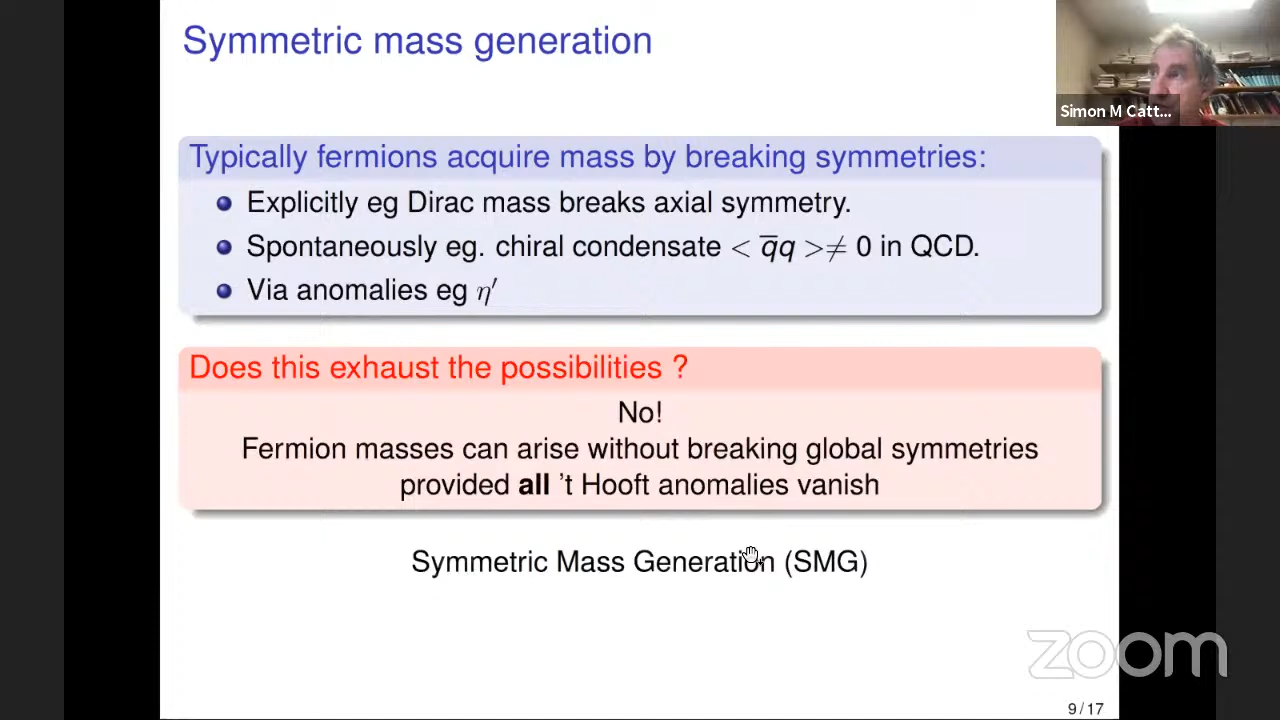 Symmetric mass generation
Simon M Catt...
Typically fermions acquire mass by breaking symmetries:
Explicitly eg Dirac mass breaks axial symmetry.
Spontaneously eg. chiral condensate < q̅q >≠ 0 in QCD.
Via anomalies eg η′
Does this exhaust the possibilities ?
No!
Fermion masses can arise without breaking global symmetries
provided all 't Hooft anomalies vanish
Symmetric Mass Generation (SMG)
zoom
9 / 17